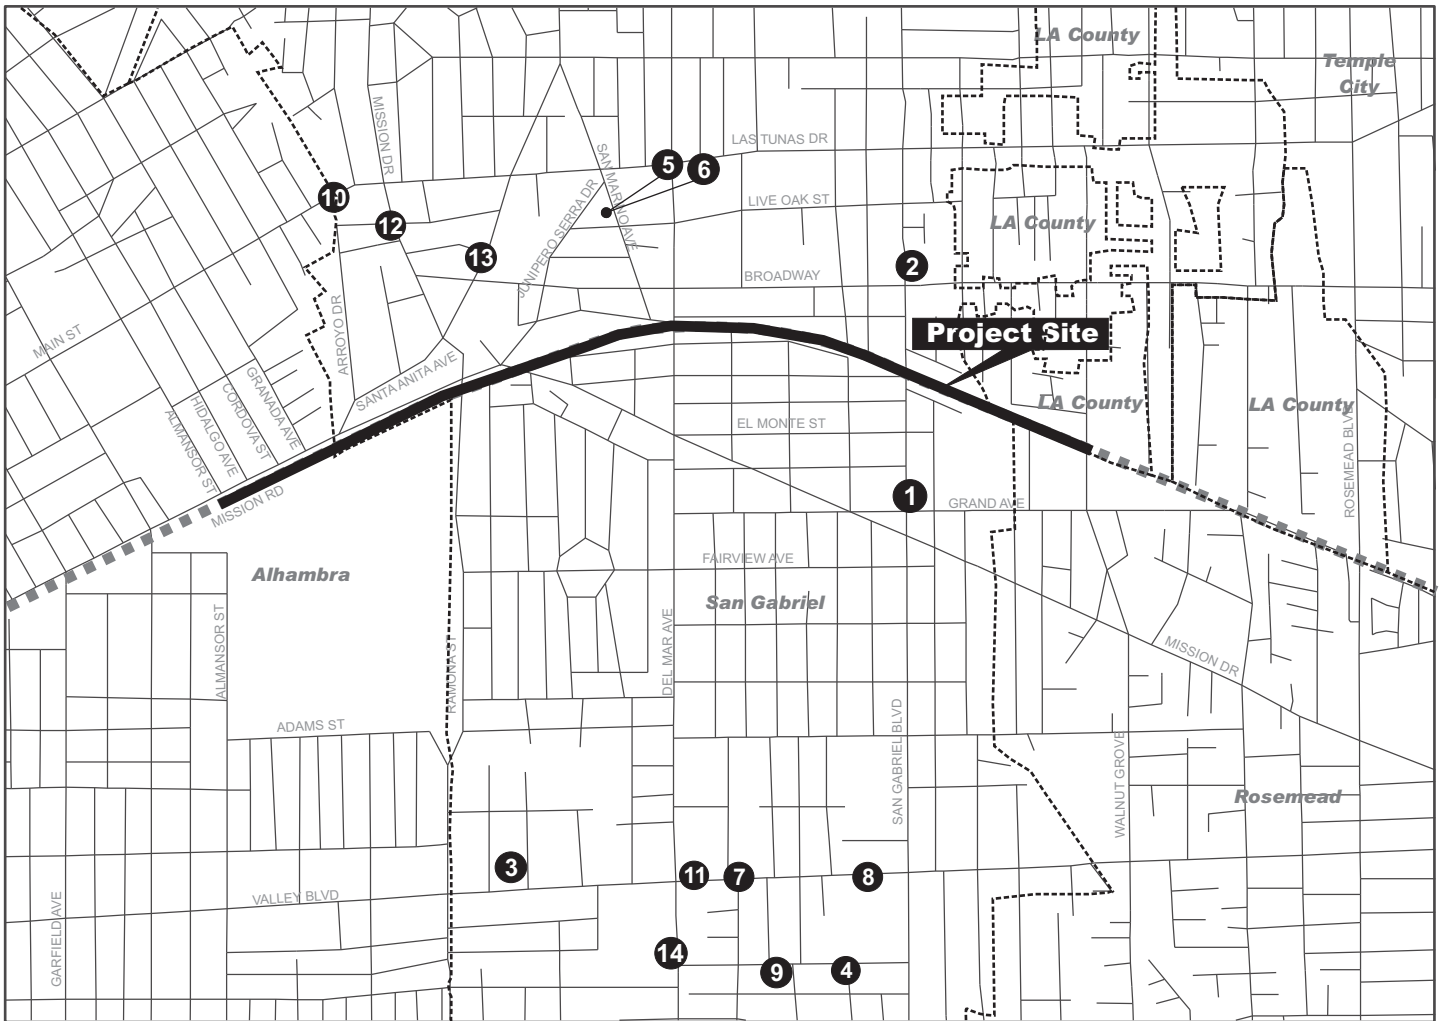 LA County
Temple
City
MISSION DR
LAS TUNAS DR
SAN MARINO AVE
5
6
JUNIPERO SERRA DR
10
LIVE OAK ST
12
LA County
13
2
BROADWAY
ARROYO DR
MAIN ST
Project Site
SANTA ANITA AVE
GRANADA AVE
CORDOVA ST
HIDALGO AVE
ALMANSOR ST
LA County
LA County
EL MONTE ST
ROSEMEAD BLVD
1
MISSION RD
GRAND AVE
FAIRVIEW AVE
Alhambra
San Gabriel
ALMANSOR ST
RAMONA ST
DEL MAR AVE
MISSION DR
ADAMS ST
SAN GABRIEL BLVD
WALNUT GROVE
Rosemead
3
11
7
8
VALLEY BLVD
GARFIELD AVE
14
9
4